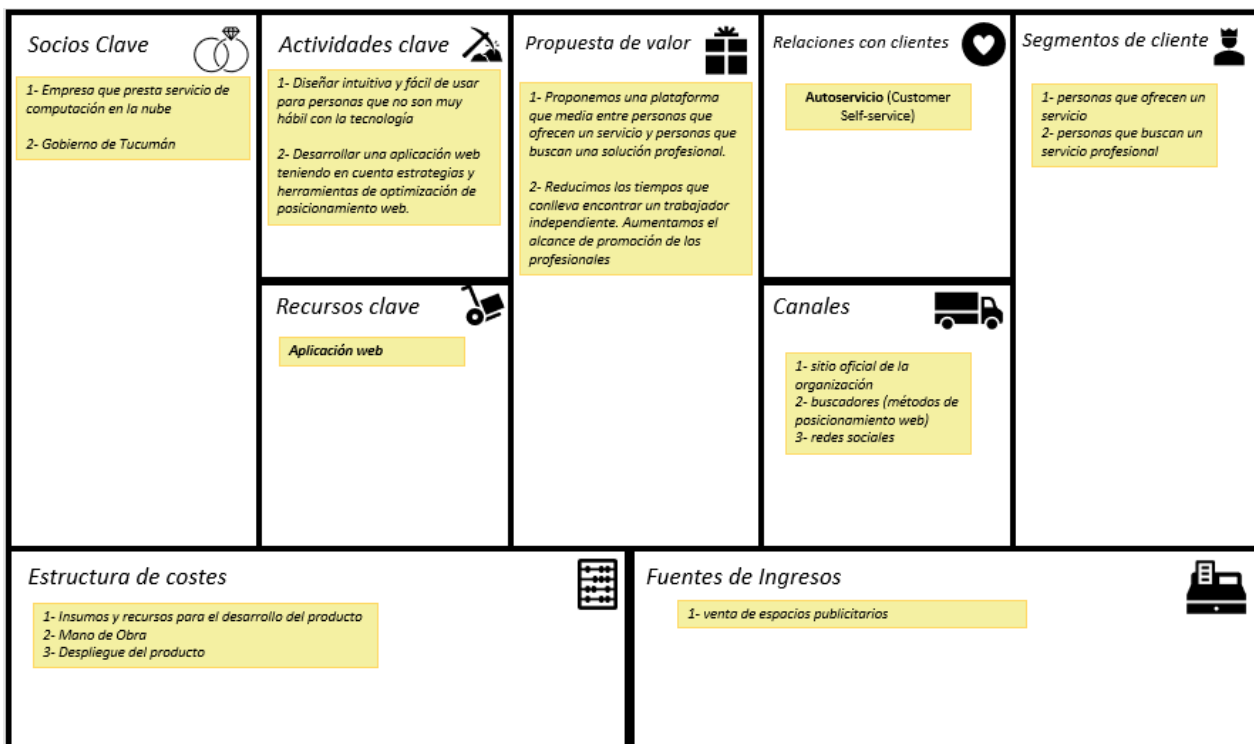 Socios Clave
1- Empresa que presta servicio de
computación en la nube
2- Gobierno de Tucumán
Actividades clave
1- Diseñar intuitiva y fácil de usar
para personas que no son muy
hábil con la tecnología
2- Desarrollar una aplicación web
teniendo en cuenta estrategias y
herramientas de optimización de
posicionamiento web.
Recursos clave
Aplicación web
Propuesta de valor
1- Proponemos una plataforma
que media entre personas que
ofrecen un servicio y personas que
buscan una solución profesional.
2- Reducimos los tiempos que
conlleva encontrar un trabajador
independiente. Aumentamos el
alcance de promoción de los
profesionales
Relaciones con clientes
Autoservicio (Customer
Self-service)
Canales
1- sitio oficial de la
organización
2- buscadores (métodos de
posicionamiento web)
3- redes sociales
Segmentos de cliente
1- personas que ofrecen un
servicio
2- personas que buscan un
servicio profesional
Estructura de costes
1- Insumos y recursos para el desarrollo del producto
2- Mano de Obra
3- Despliegue del producto
Fuentes de Ingresos
1- venta de espacios publicitarios